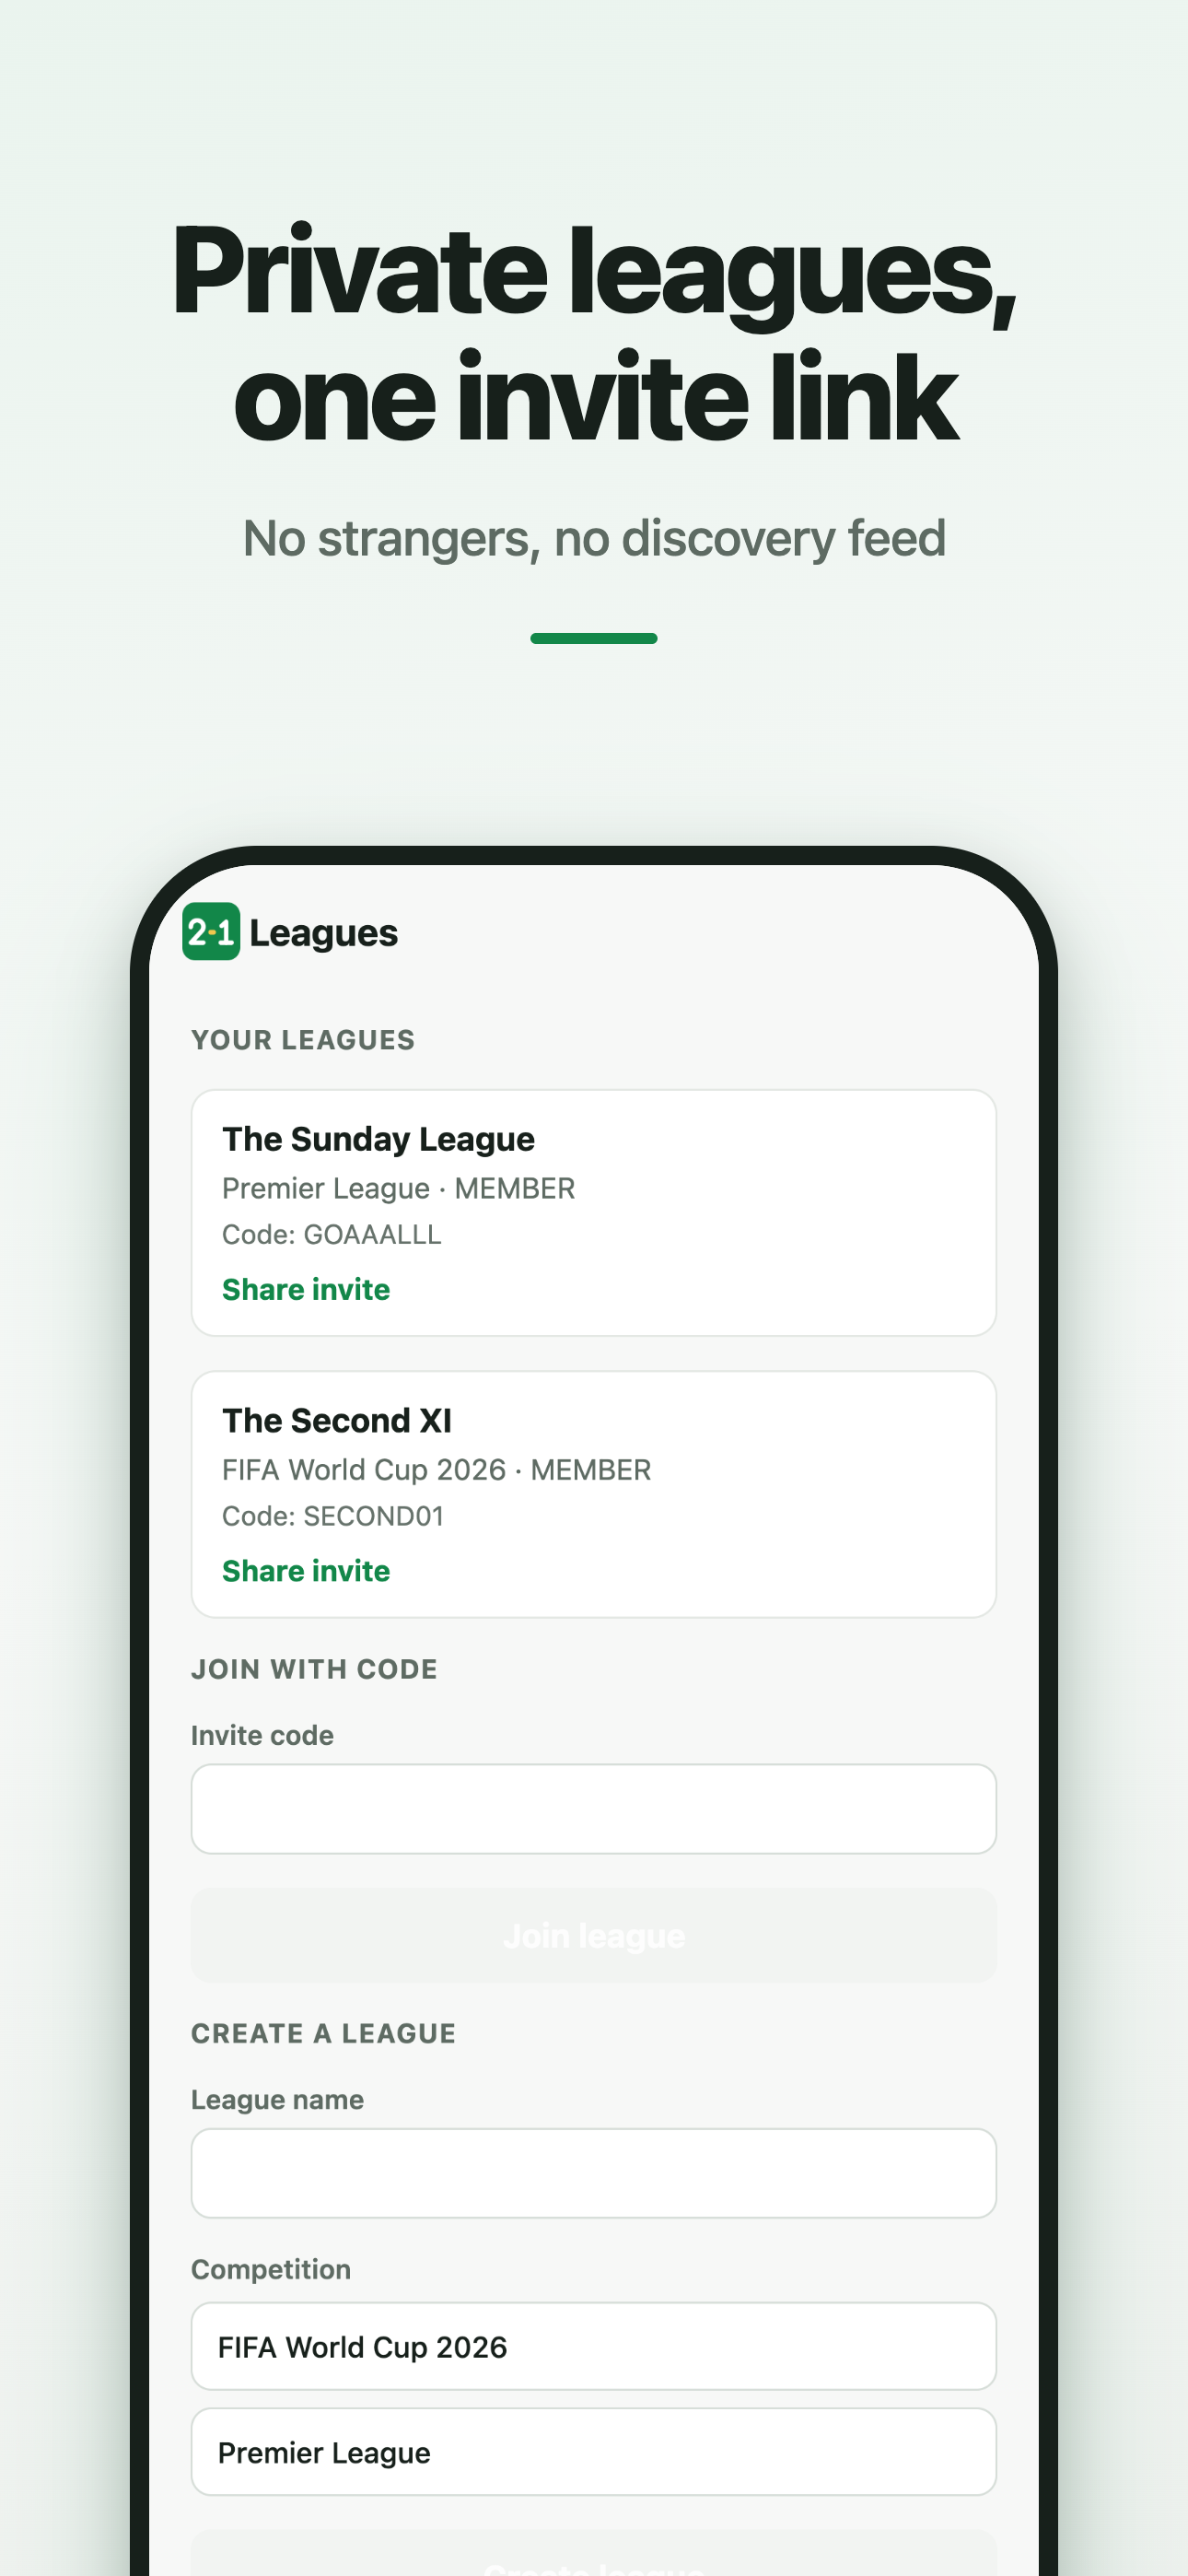 Private leagues,
one invite link
No strangers, no discovery feed
2-1 Leagues
YOUR LEAGUES
The Sunday League
Premier League · MEMBER
Code: GOAAALLL
Share invite
The Second XI
FIFA World Cup 2026 · MEMBER
Code: SECOND01
Share invite
JOIN WITH CODE
Invite code
Join league
CREATE A LEAGUE
League name
Competition
FIFA World Cup 2026
Premier League
Create league